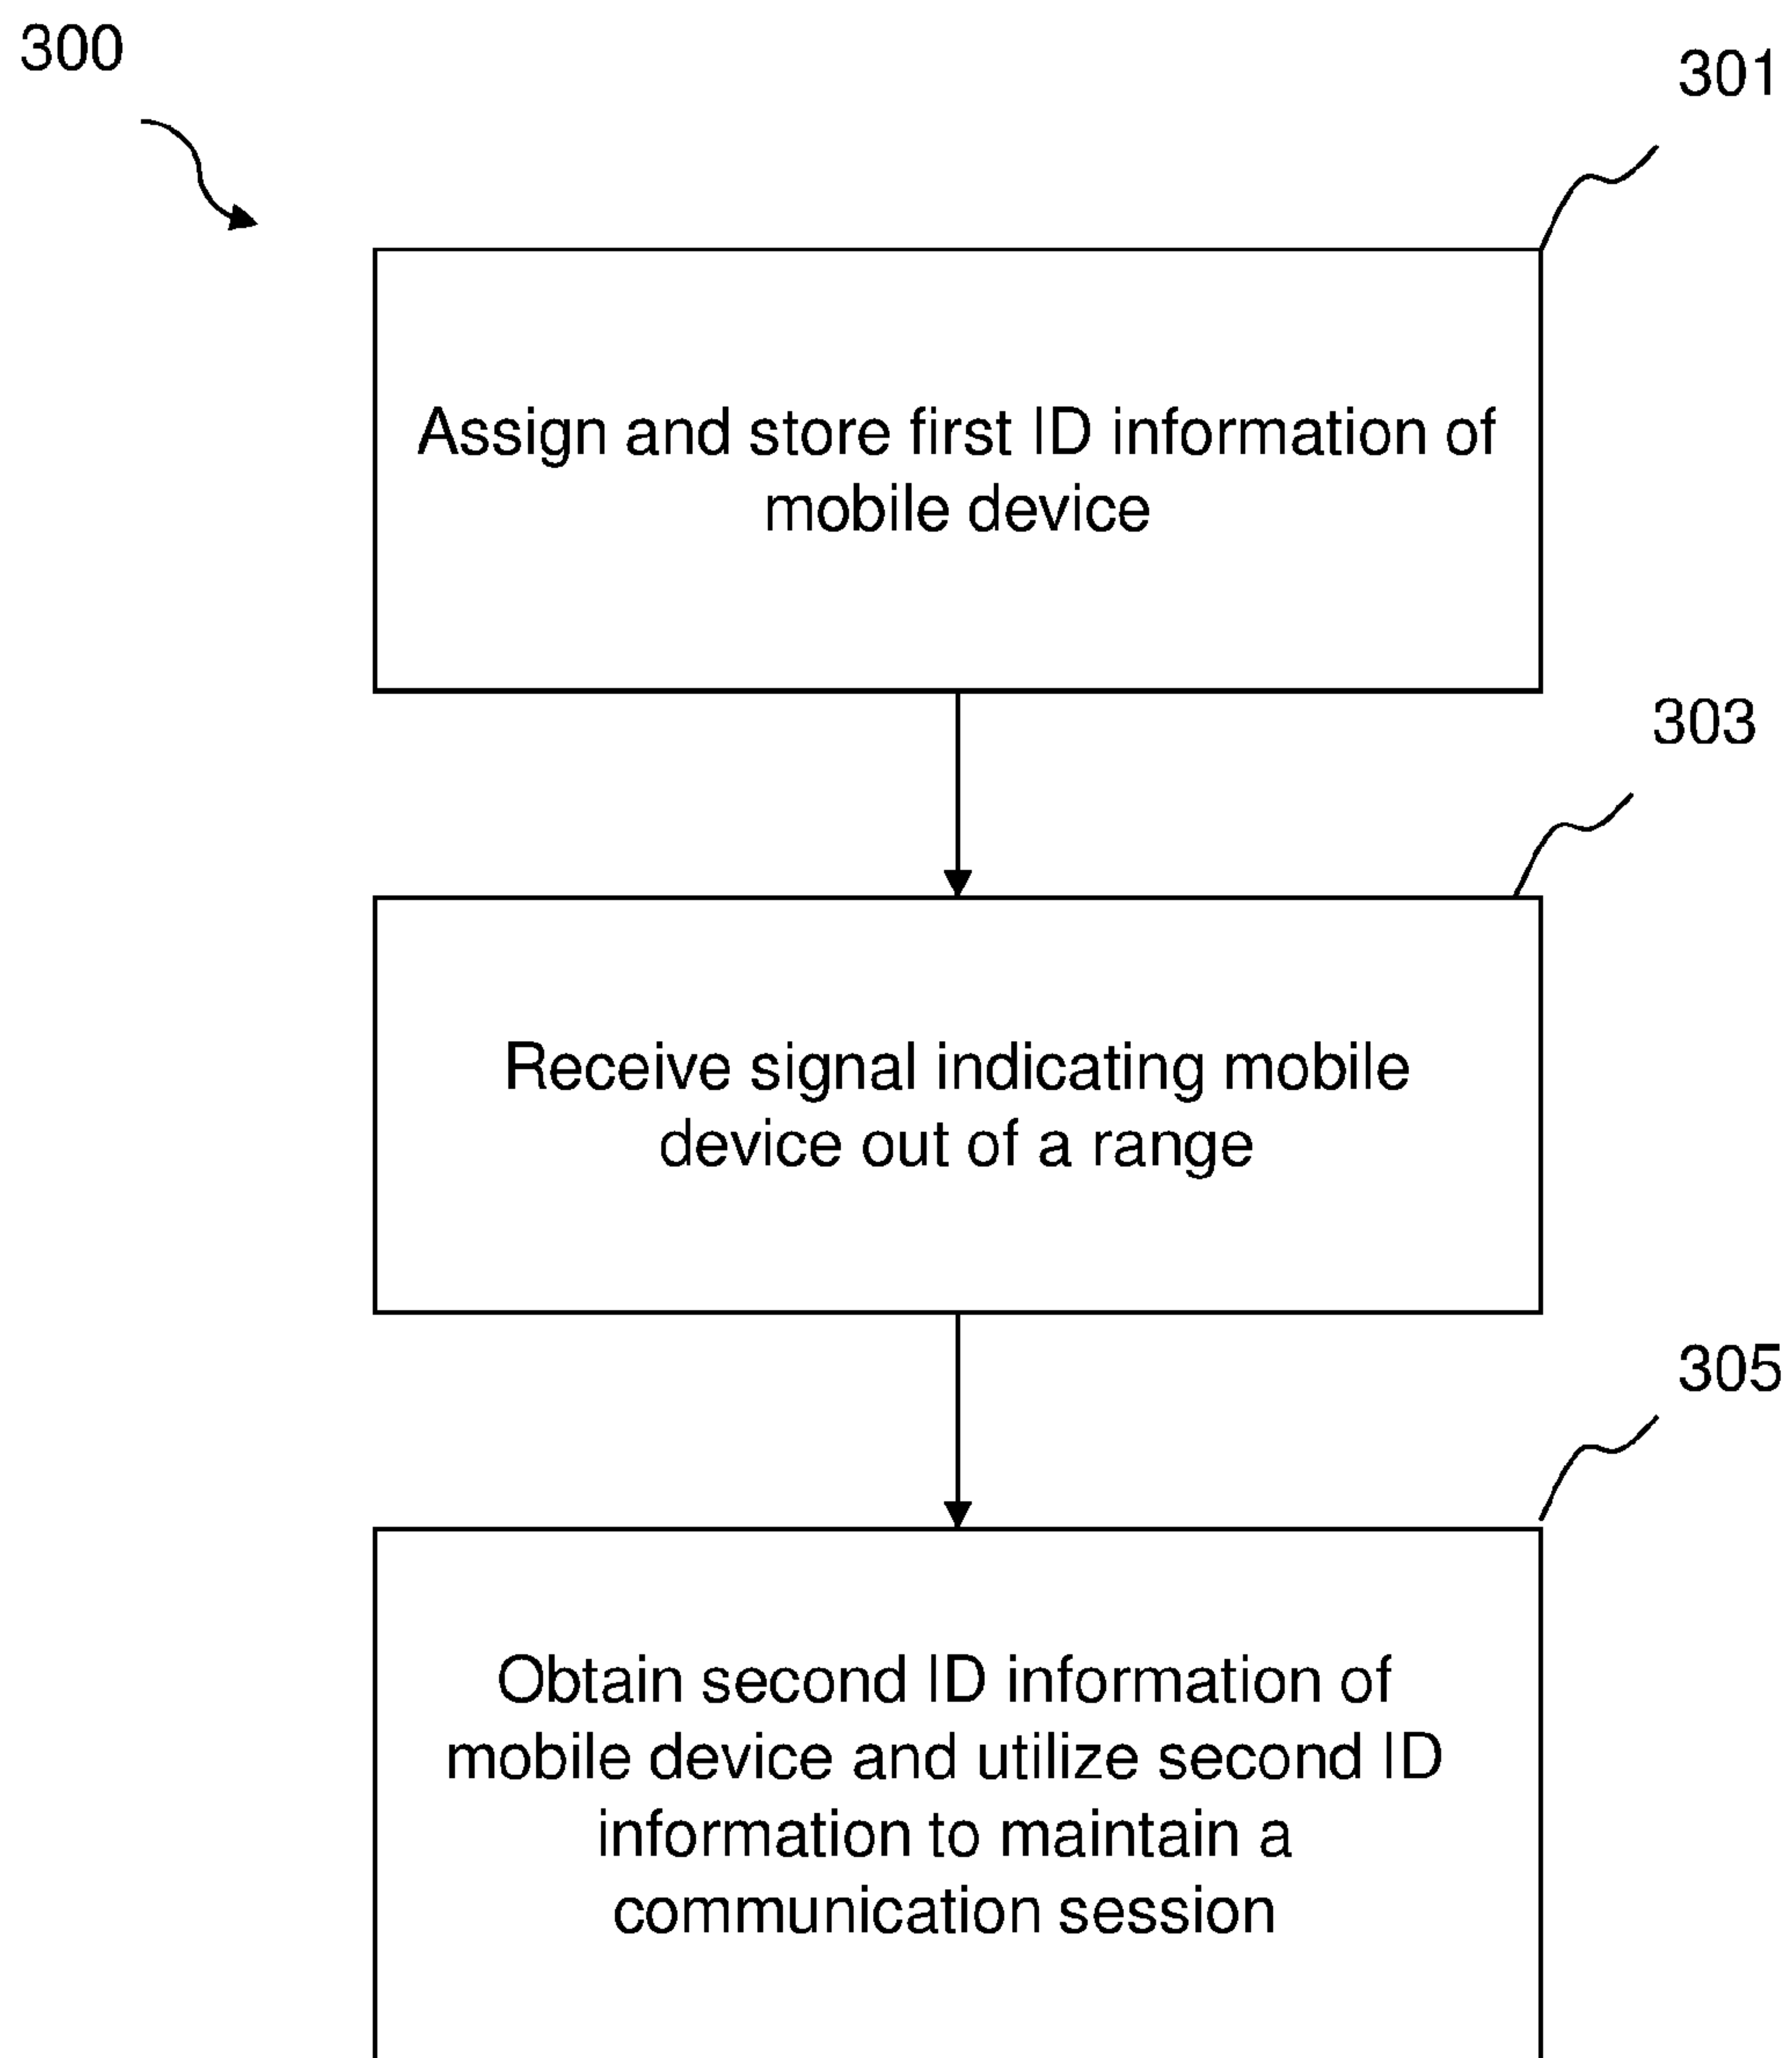 300
301
Assign and store first ID information of
mobile device
303
Receive signal indicating mobile
device out of a range
305
Obtain second ID information of
mobile device and utilize second ID
information to maintain a
communication session